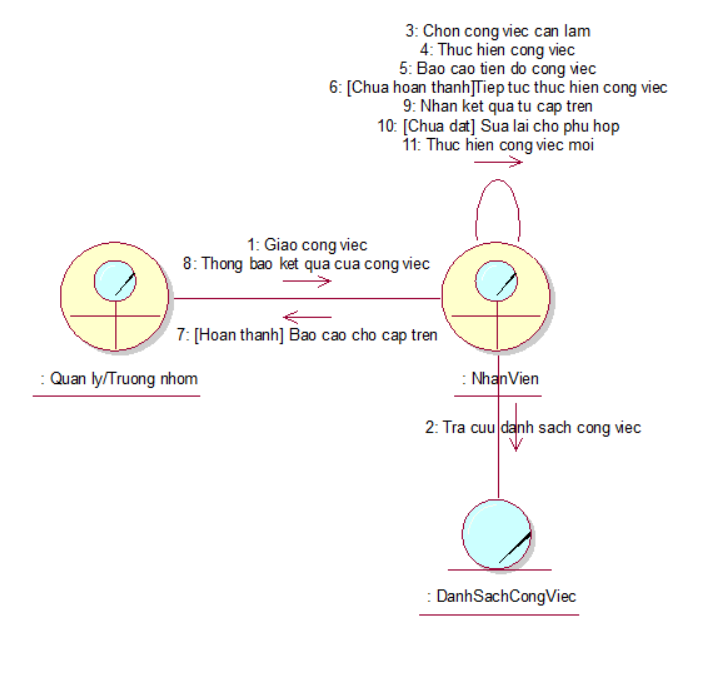 3: Chon cong viec can lam
4: Thuc hien cong viec
5: Bao cao tien do cong viec
6: [Chua hoan thanh]Tiep tuc thuc hien cong viec
9: Nhan ket qua tu cap tren
10: [Chua dat] Sua lai cho phu hop
11: Thuc hien cong viec moi
1: Giao cong viec
8: Thong bao ket qua cua cong viec
7: [Hoan thanh] Bao cao cho cap tren
: Quan ly/Truong nhom
: NhanVien
2: Tra cuu danh sach cong viec
: DanhSachCongViec